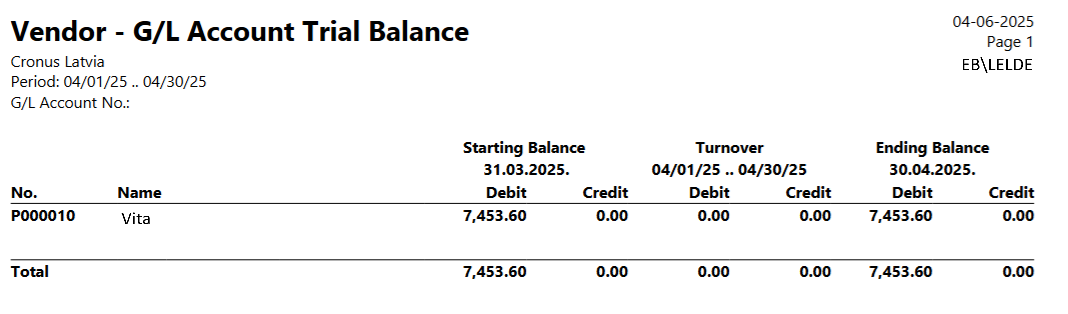 Vendor - G/L Account Trial Balance
04-06-2025
Page 1
EB\LELDE
Cronus Latvia
Period: 04/01/25 .. 04/30/25
G/L Account No.:
Starting Balance Turnover Ending Balance
31.03.2025. 04/01/25 .. 04/30/25 30.04.2025.
No. Name Debit Credit Debit Credit Debit Credit
P000010 Vita 7,453.60 0.00 0.00 0.00 7,453.60 0.00
Total 7,453.60 0.00 0.00 0.00 7,453.60 0.00